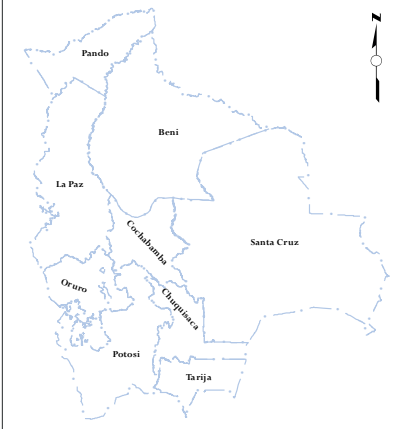 N
Pando
Beni
La Paz
Cochabamba
Santa Cruz
Oruro
Chuquisaca
Potosi
Tarija